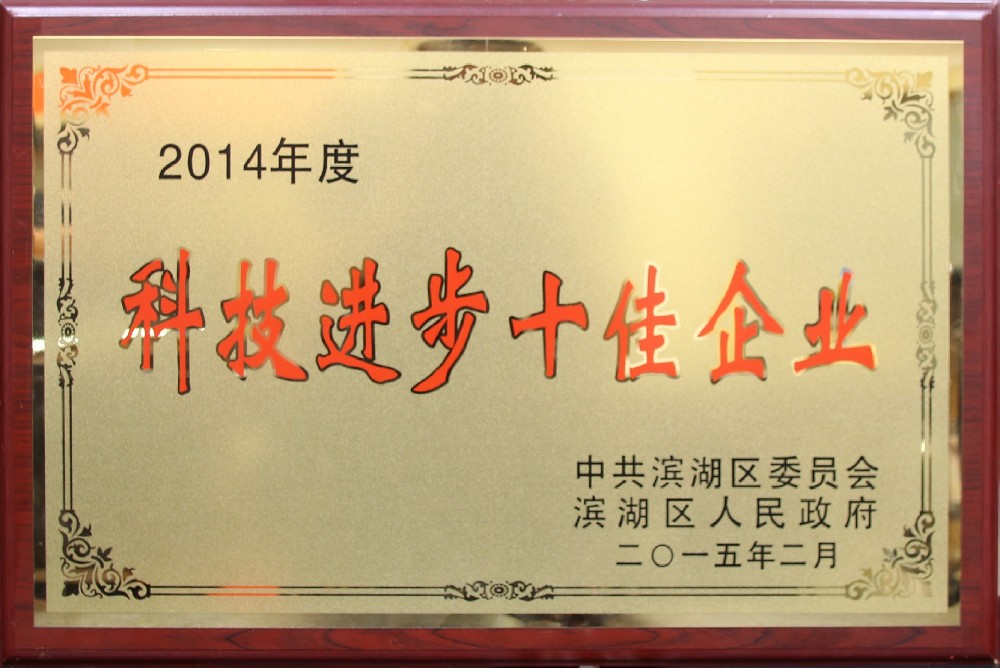 2014年度
科技进步十佳企业
中共滨湖区委员会
滨湖区人民政府
二〇一五年二月